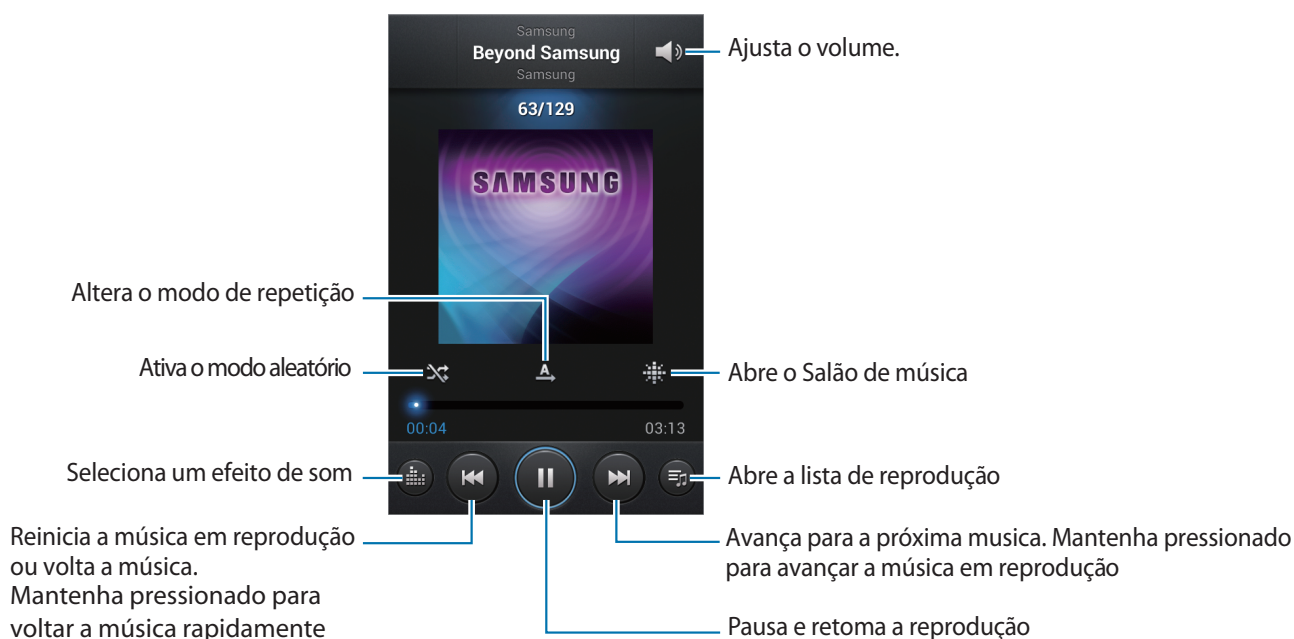 Samsung
Beyond Samsung
Samsung
Ajusta o volume.
63/129
SAMSUNG
Altera o modo de repetição
A
Ativa o modo aleatório
Abre o Salão de música
00:04
03:13
Seleciona um efeito de som
Abre a lista de reprodução
Reinicia a música em reprodução
ou volta a música.
Mantenha pressionado para
voltar a música rapidamente
Avança para a próxima musica. Mantenha pressionado
para avançar a música em reprodução
Pausa e retoma a reprodução